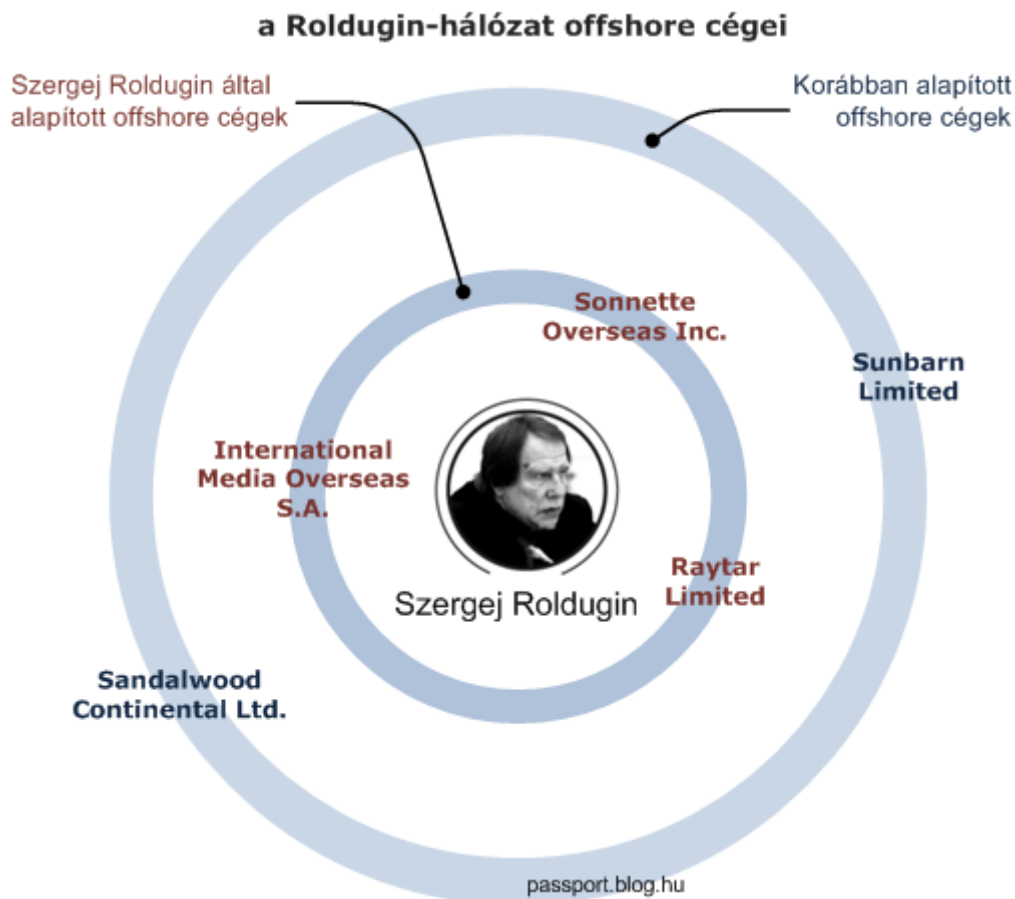 a Roldugin-hálózat offshore cégei
Szergej Roldugin által
alapított offshore cégek
Korábban alapított
offshore cégek
Sonnette
Overseas Inc.
Sunbarn
Limited
International
Media Overseas
S.A.
Raytar
Limited
Szergej Roldugin
Sandalwood
Continental Ltd.
passport.blog.hu